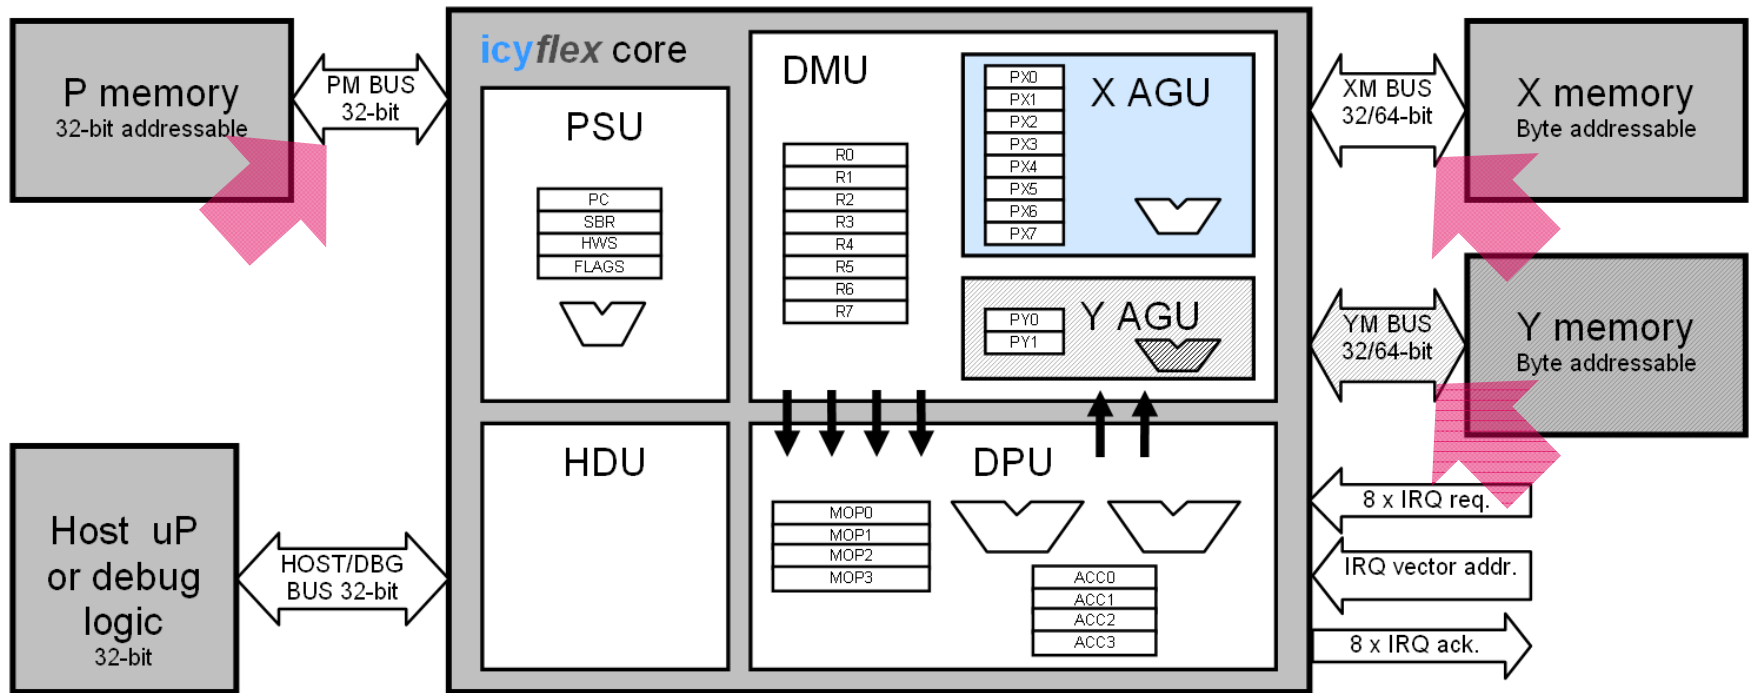 P memory
32-bit addressable
PM BUS
32-bit
Host uP
or debug
logic
32-bit
HOST/DBG
BUS 32-bit
icyflex core
PSU
PC
SBR
HWS
FLAGS
HDU
DMU
R0
R1
R2
R3
R4
R5
R6
R7
X AGU
PX0
PX1
PX2
PX3
PX4
PX5
PX6
PX7
Y AGU
PY0
PY1
DPU
MOP0
MOP1
MOP2
MOP3
ACC0
ACC1
ACC2
ACC3
XM BUS
32/64-bit
X memory
Byte addressable
YM BUS
32/64-bit
Y memory
Byte addressable
8 x IRQ req.
IRQ vector addr.
8 x IRQ ack.